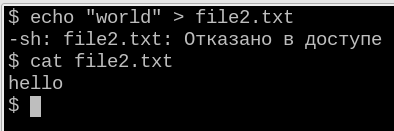 $ echo "world" > file2.txt
-sh: file2.txt: Отказано в доступе
$ cat file2.txt
hello
$